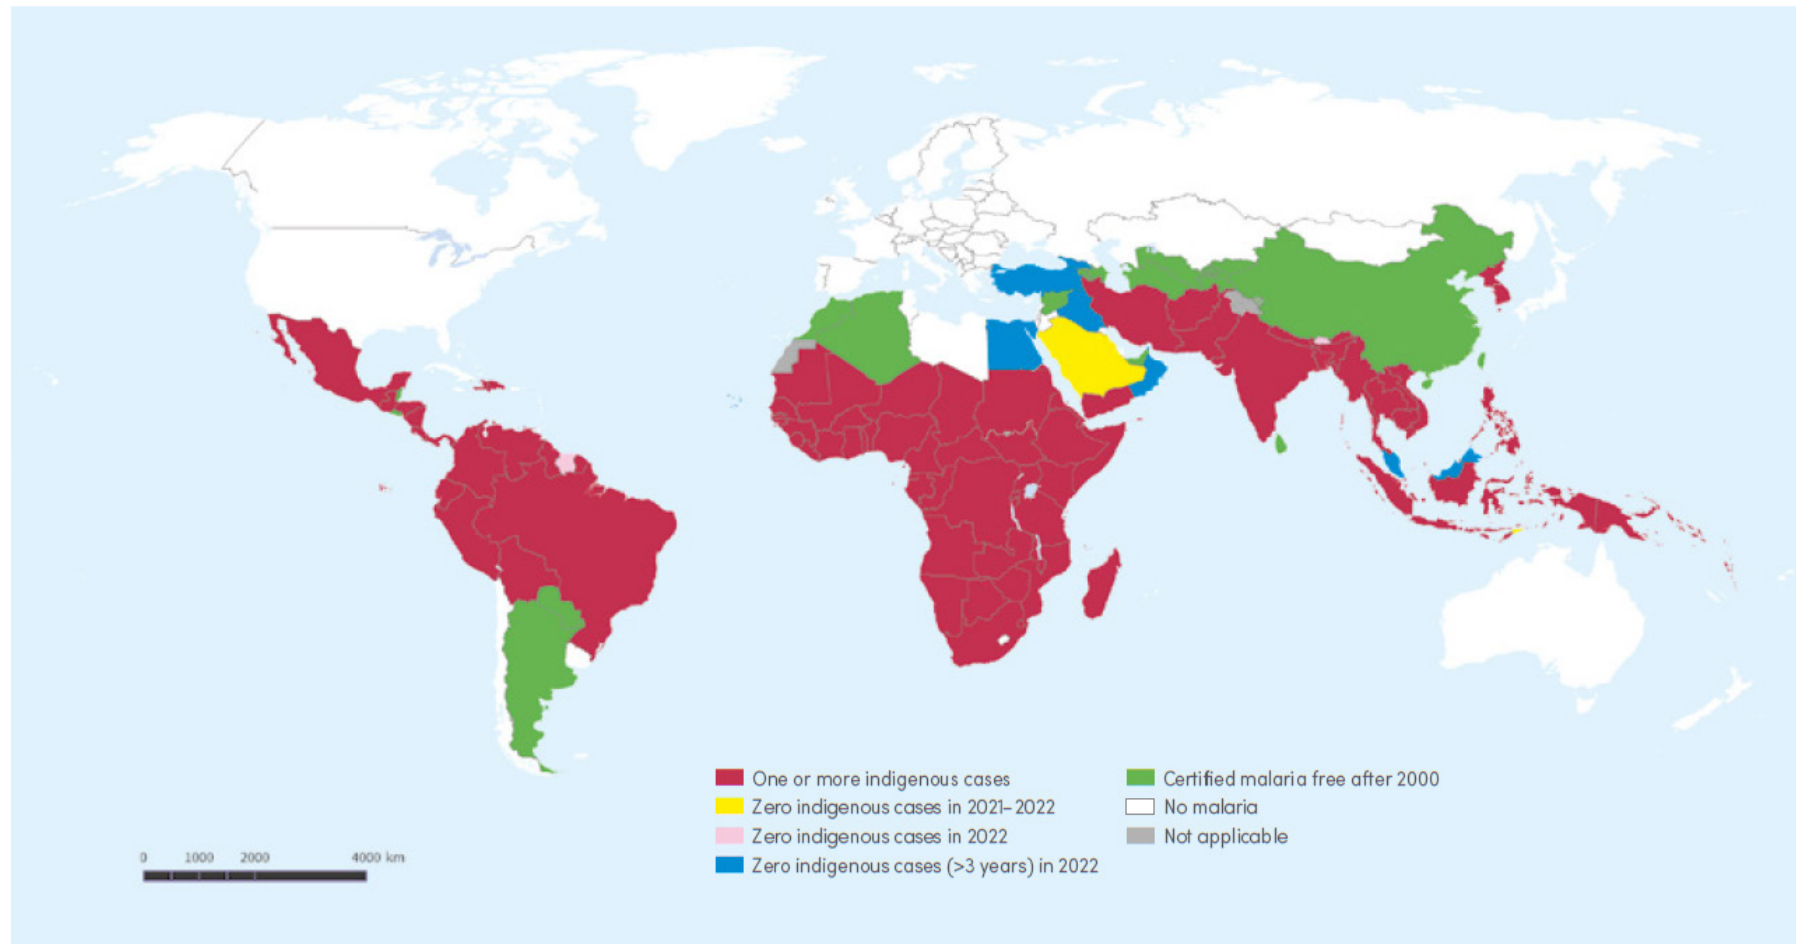 One or more indigenous cases
Zero indigenous cases in 2021–2022
Zero indigenous cases in 2022
Zero indigenous cases (>3 years) in 2022
Certified malaria free after 2000
No malaria
Not applicable
0 1000 2000 4000 km